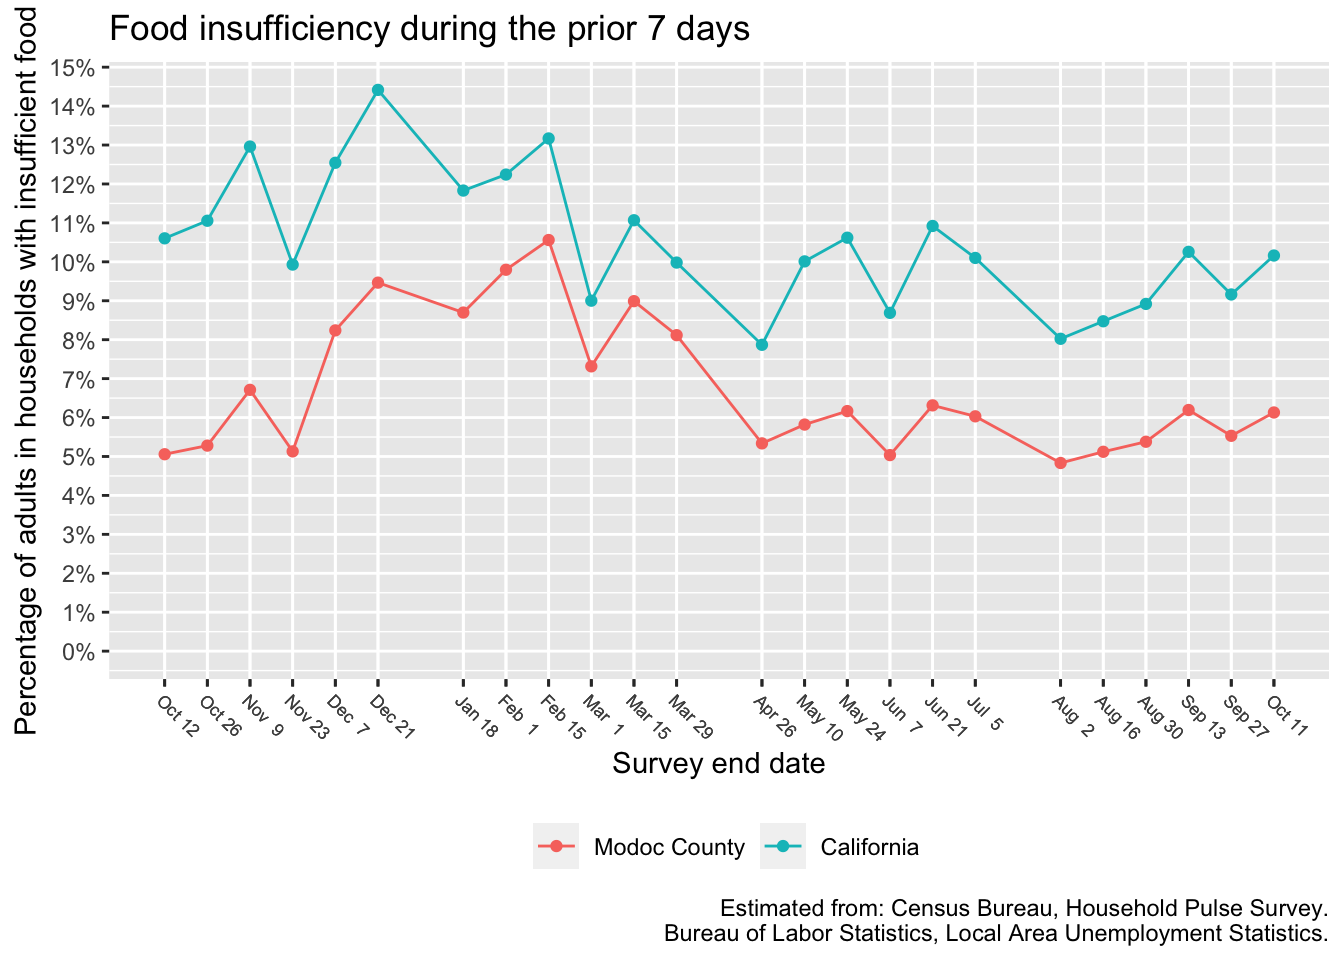 Food insufficiency during the prior 7 days
Percentage of adults in households with insufficient food
15%
14%
13%
12%
11%
10%
9%
8%
7%
6%
5%
4%
3%
2%
1%
0%
Oct 12
Oct 26
Nov 9
Nov 23
Dec 7
Dec 21
Jan 18
Feb 1
Feb 15
Mar 1
Mar 15
Mar 29
Apr 26
May 10
May 24
Jun 7
Jun 21
Jul 5
Aug 2
Aug 16
Aug 30
Sep 13
Sep 27
Oct 11
Survey end date
Modoc County
California
Estimated from: Census Bureau, Household Pulse Survey.
Bureau of Labor Statistics, Local Area Unemployment Statistics.